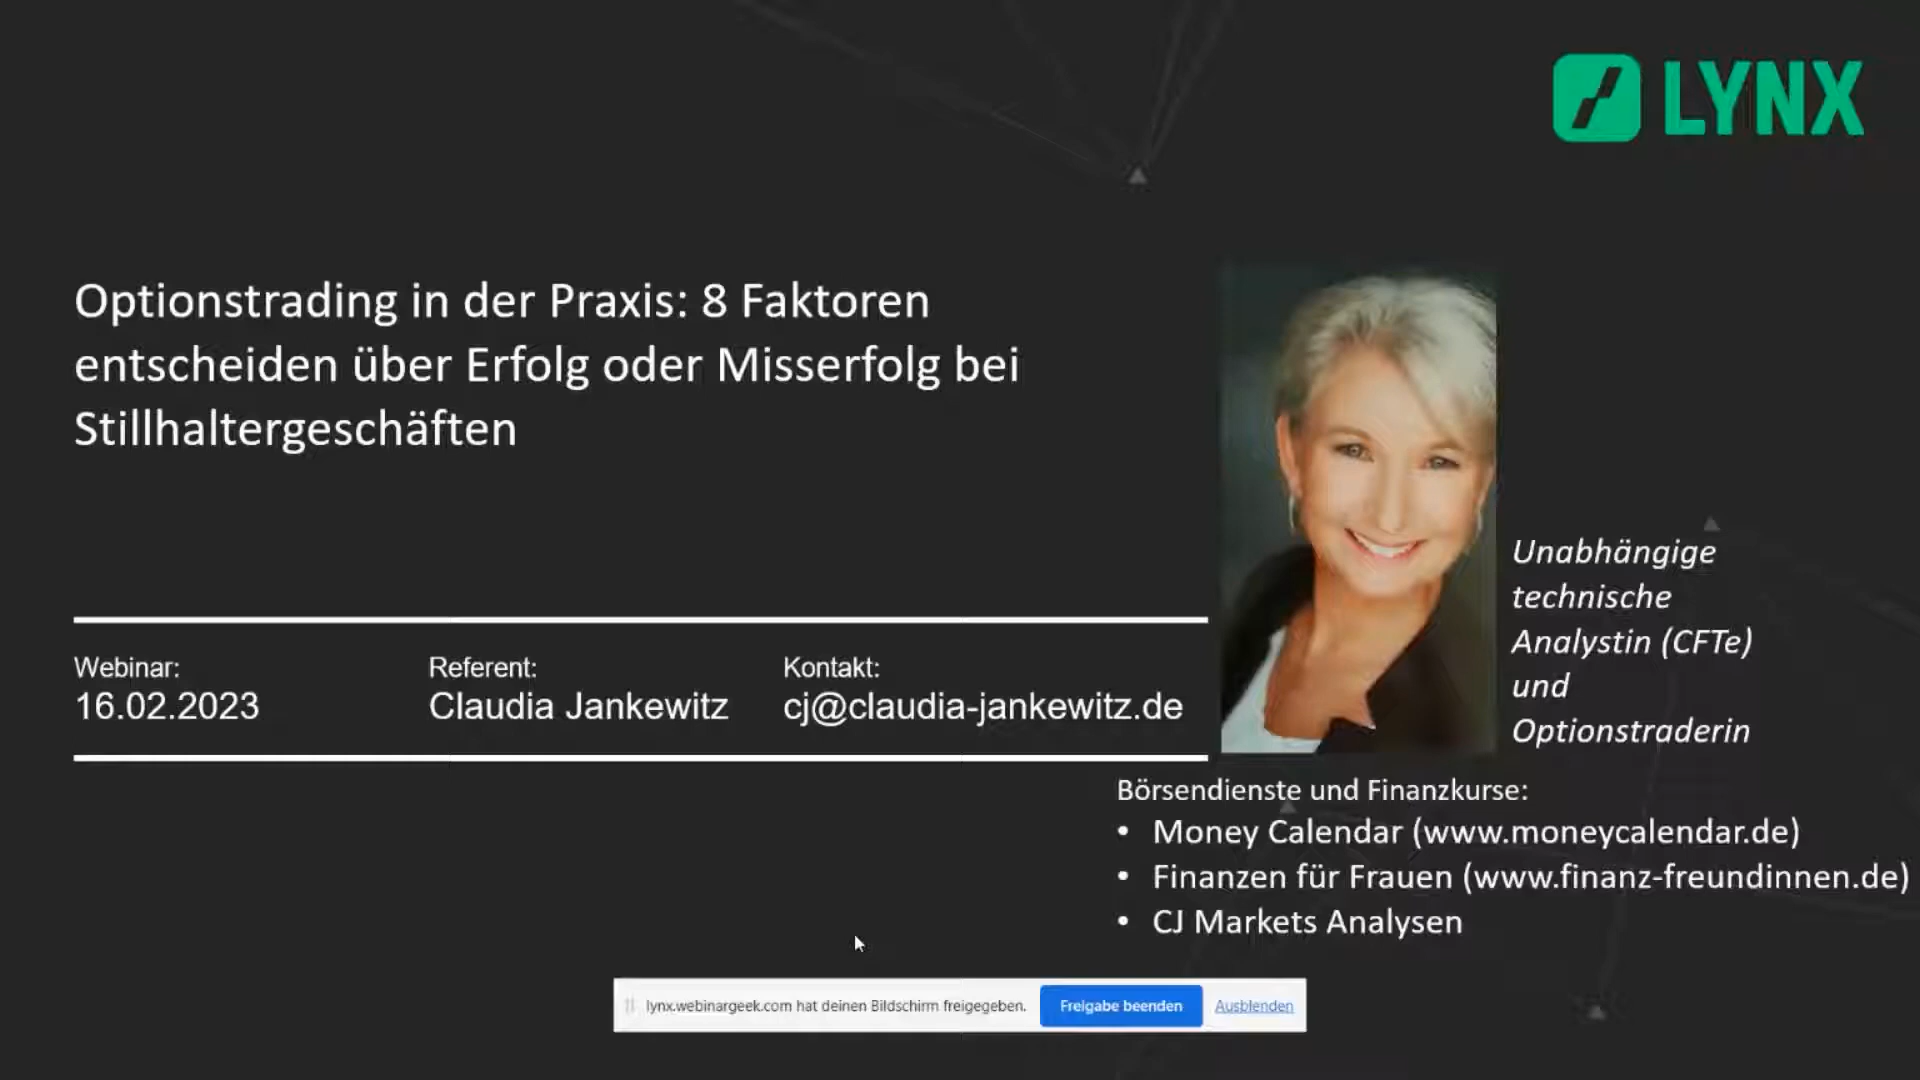 LYNX
Optionstrading in der Praxis: 8 Faktoren
entscheiden über Erfolg oder Misserfolg bei
Stillhaltergeschäften
Unabhängige
technische
Analystin (CFTe)
und
Optionstraderin
Webinar:
16.02.2023
Referent:
Claudia Jankewitz
Kontakt:
cj@claudia-jankewitz.de
Börsendienste und Finanzkurse:
• Money Calendar (www.moneycalendar.de)
• Finanzen für Frauen (www.finanz-freundinnen.de)
• CJ Markets Analysen
lynx.webinargeek.com hat deinen Bildschirm freigegeben.
Freigabe beenden
Ausblenden